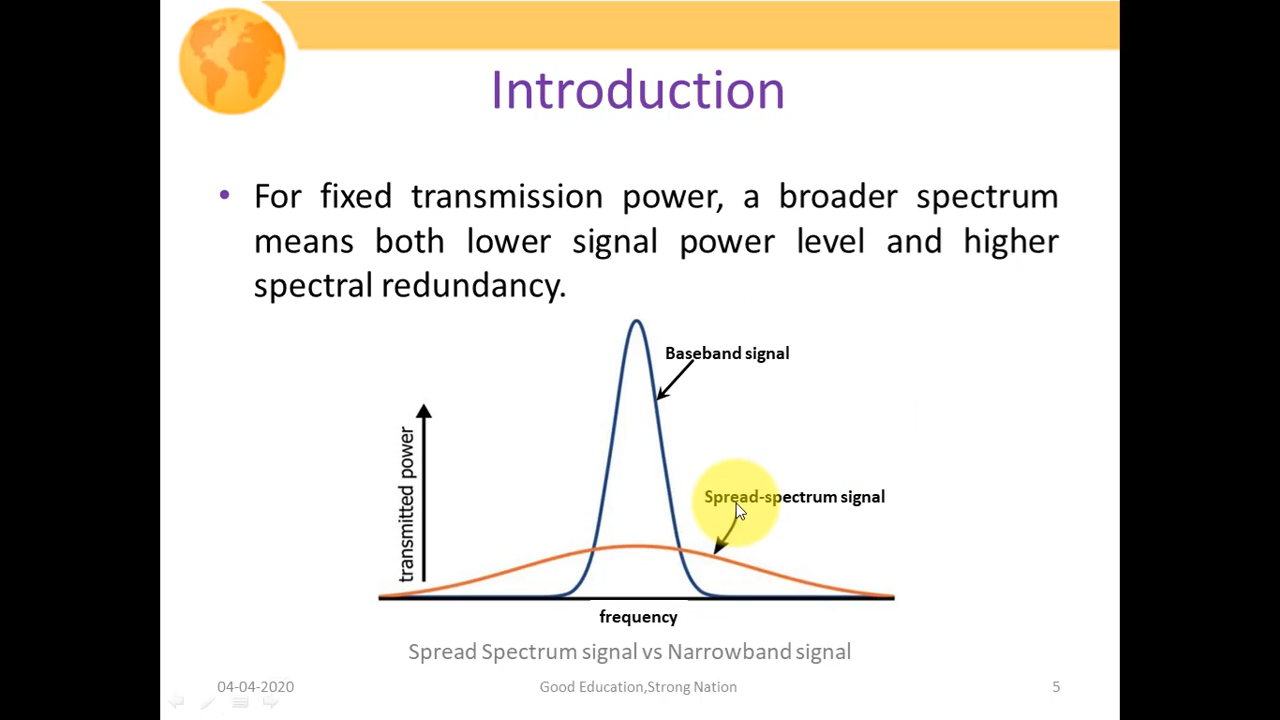 Introduction
• For fixed transmission power, a broader spectrum
means both lower signal power level and higher
spectral redundancy.
Baseband signal
transmitted power
Spread-spectrum signal
frequency
Spread Spectrum signal vs Narrowband signal
04-04-2020
Good Education,Strong Nation
5